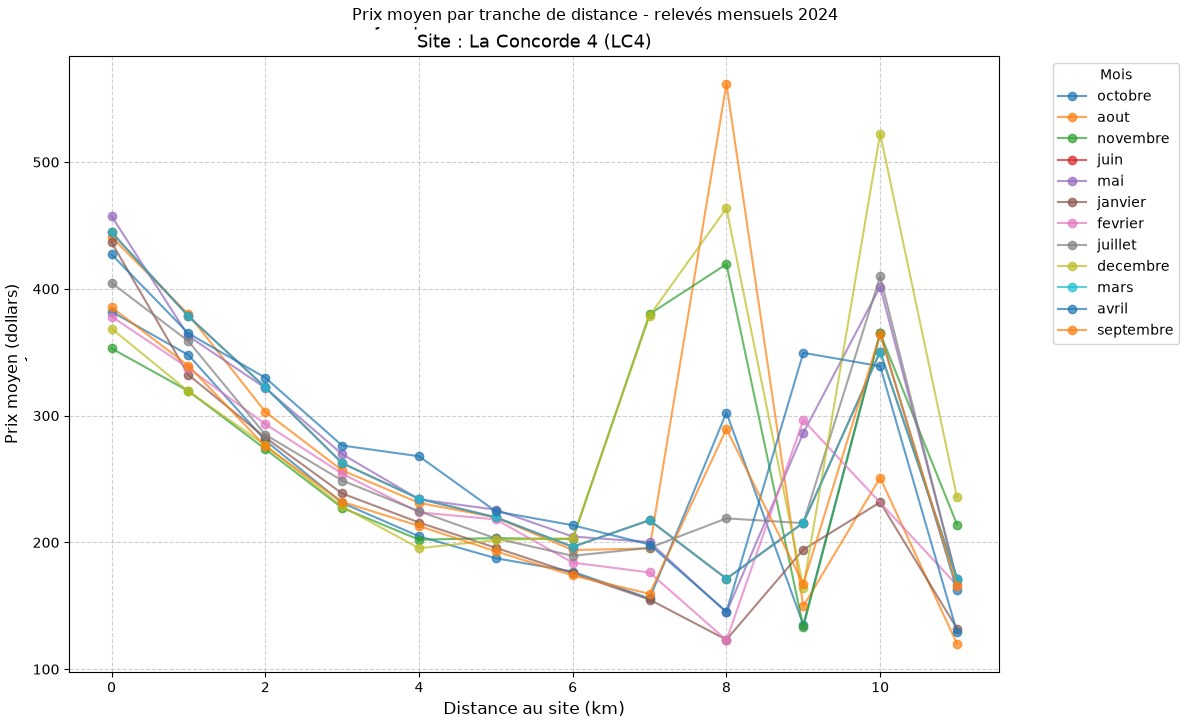 Prix moyen par tranche de distance - relevés mensuels 2024
Site : La Concorde 4 (LC4)
Prix moyen (dollars)
500
400
300
200
100
0
2
4
6
8
10
Distance au site (km)
Mois
octobre
aout
novembre
juin
mai
janvier
fevrier
juillet
decembre
mars
avril
septembre